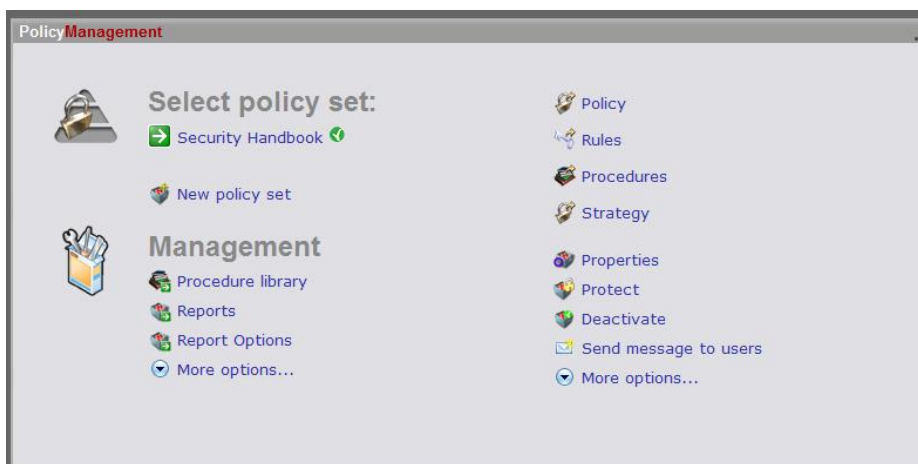 PolicyManagement
Select policy set:
Security Handbook
New policy set
Management
Procedure library
Reports
Report Options
More options...
Policy
Rules
Procedures
Strategy
Properties
Protect
Deactivate
Send message to users
More options...